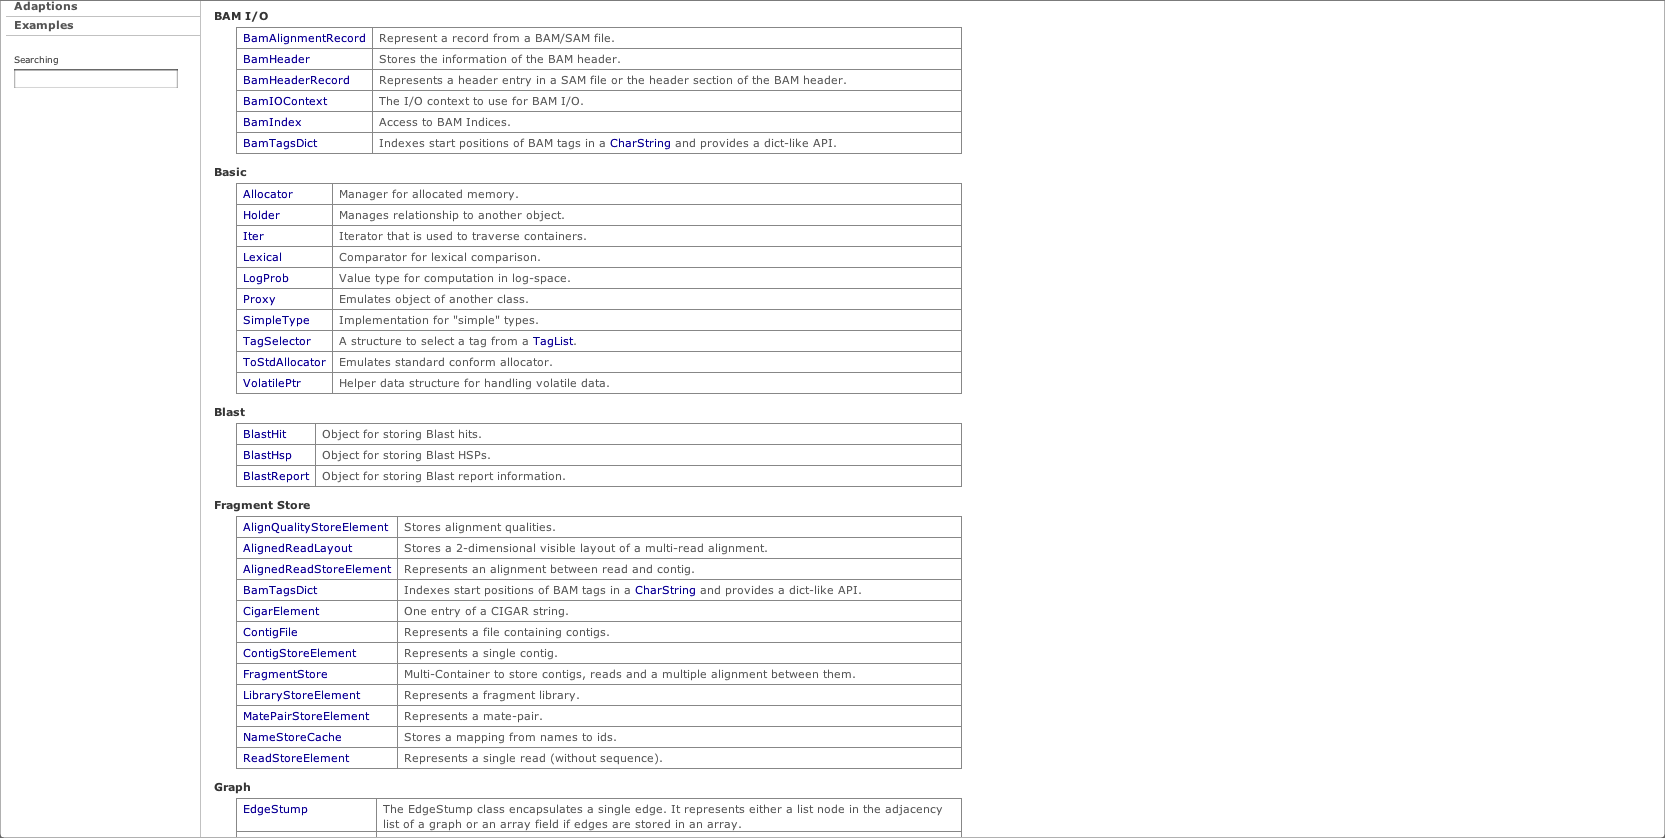 Adaptions
Examples
Searching
BAM I/O
BamAlignmentRecord Represent a record from a BAM/SAM file.
BamHeader Stores the information of the BAM header.
BamHeaderRecord Represents a header entry in a SAM file or the header section of the BAM header.
BamIOContext The I/O context to use for BAM I/O.
BamIndex Access to BAM Indices.
BamTagsDict Indexes start positions of BAM tags in a CharString and provides a dict-like API.
Basic
Allocator Manager for allocated memory.
Holder Manages relationship to another object.
Iter Iterator that is used to traverse containers.
Lexical Comparator for lexical comparison.
LogProb Value type for computation in log-space.
Proxy Emulates object of another class.
SimpleType Implementation for "simple" types.
TagSelector A structure to select a tag from a TagList.
ToStdAllocator Emulates standard conform allocator.
VolatilePtr Helper data structure for handling volatile data.
Blast
BlastHit Object for storing Blast hits.
BlastHsp Object for storing Blast HSPs.
BlastReport Object for storing Blast report information.
Fragment Store
AlignQualityStoreElement Stores alignment qualities.
AlignedReadLayout Stores a 2-dimensional visible layout of a multi-read alignment.
AlignedReadStoreElement Represents an alignment between read and contig.
BamTagsDict Indexes start positions of BAM tags in a CharString and provides a dict-like API.
CigarElement One entry of a CIGAR string.
ContigFile Represents a file containing contigs.
ContigStoreElement Represents a single contig.
FragmentStore Multi-Container to store contigs, reads and a multiple alignment between them.
LibraryStoreElement Represents a fragment library.
MatePairStoreElement Represents a mate-pair.
NameStoreCache Stores a mapping from names to ids.
ReadStoreElement Represents a single read (without sequence).
Graph
EdgeStump The EdgeStump class encapsulates a single edge. It represents either a list node in the adjacency
list of a graph or an array field if edges are stored in an array.